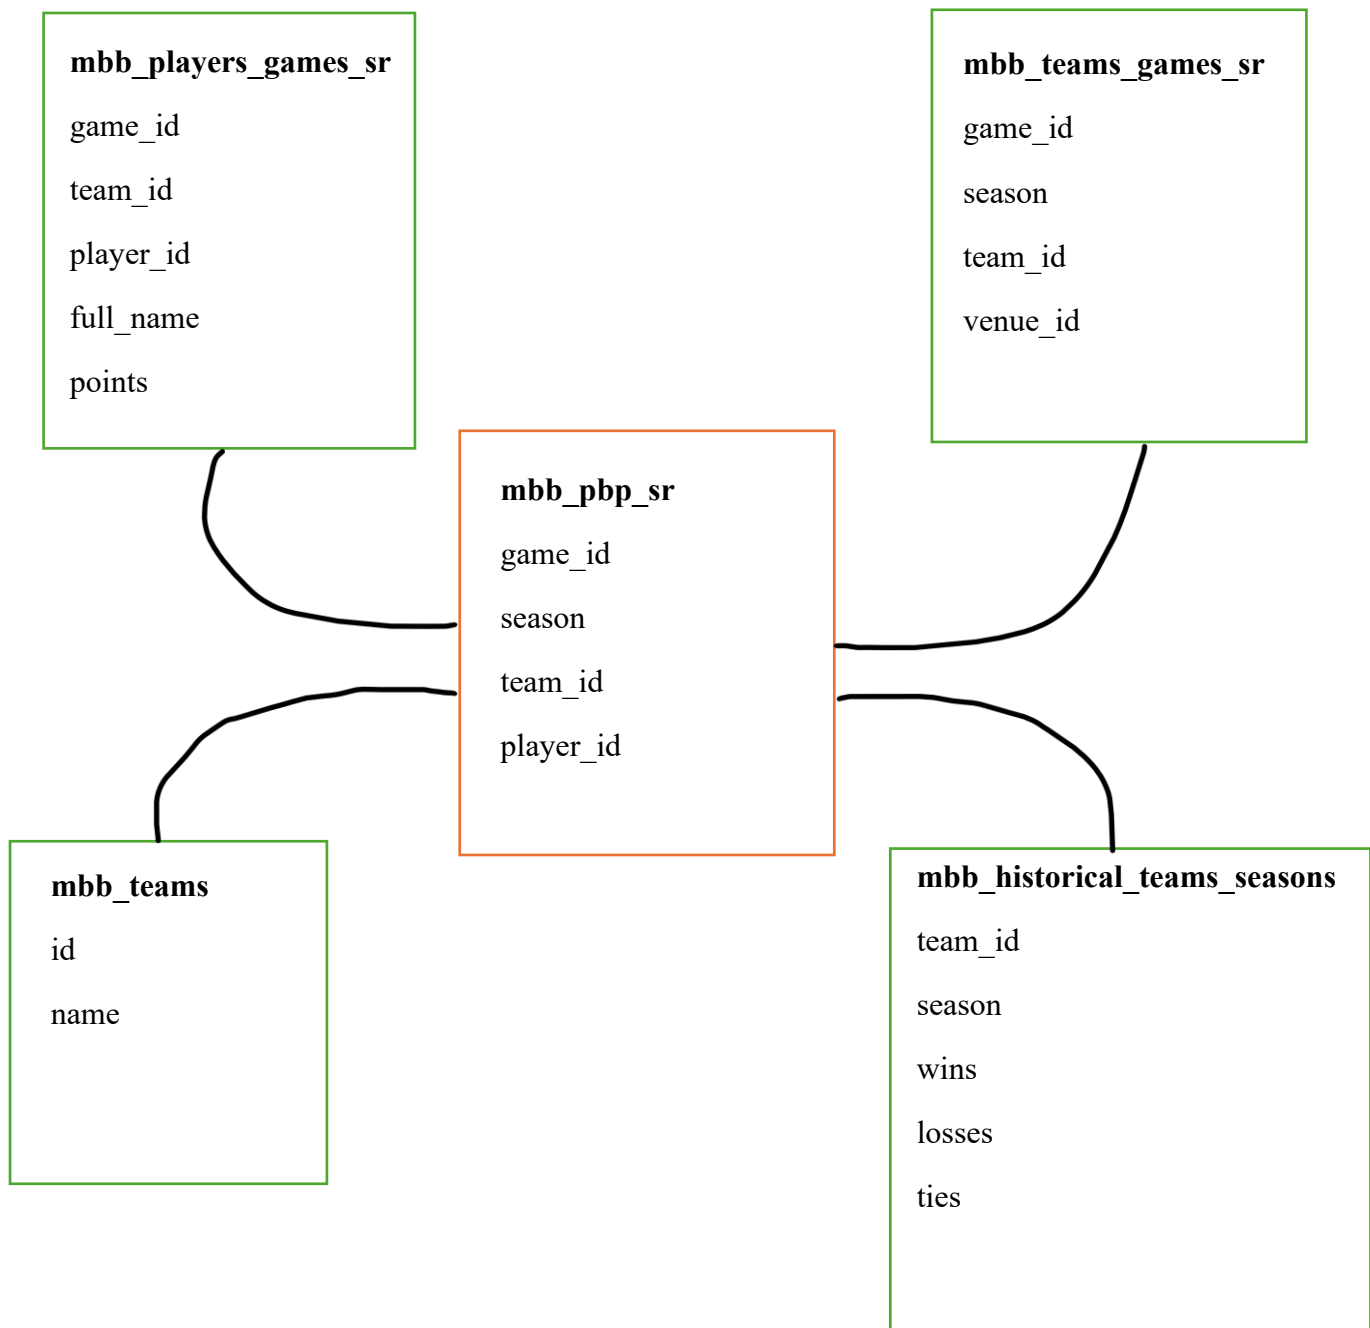 mbb_players_games_sr
game_id
team_id
player_id
full_name
points
mbb_teams_games_sr
game_id
season
team_id
venue_id
mbb_pbp_sr
game_id
season
team_id
player_id
mbb_teams
id
name
mbb_historical_teams_seasons
team_id
season
wins
losses
ties